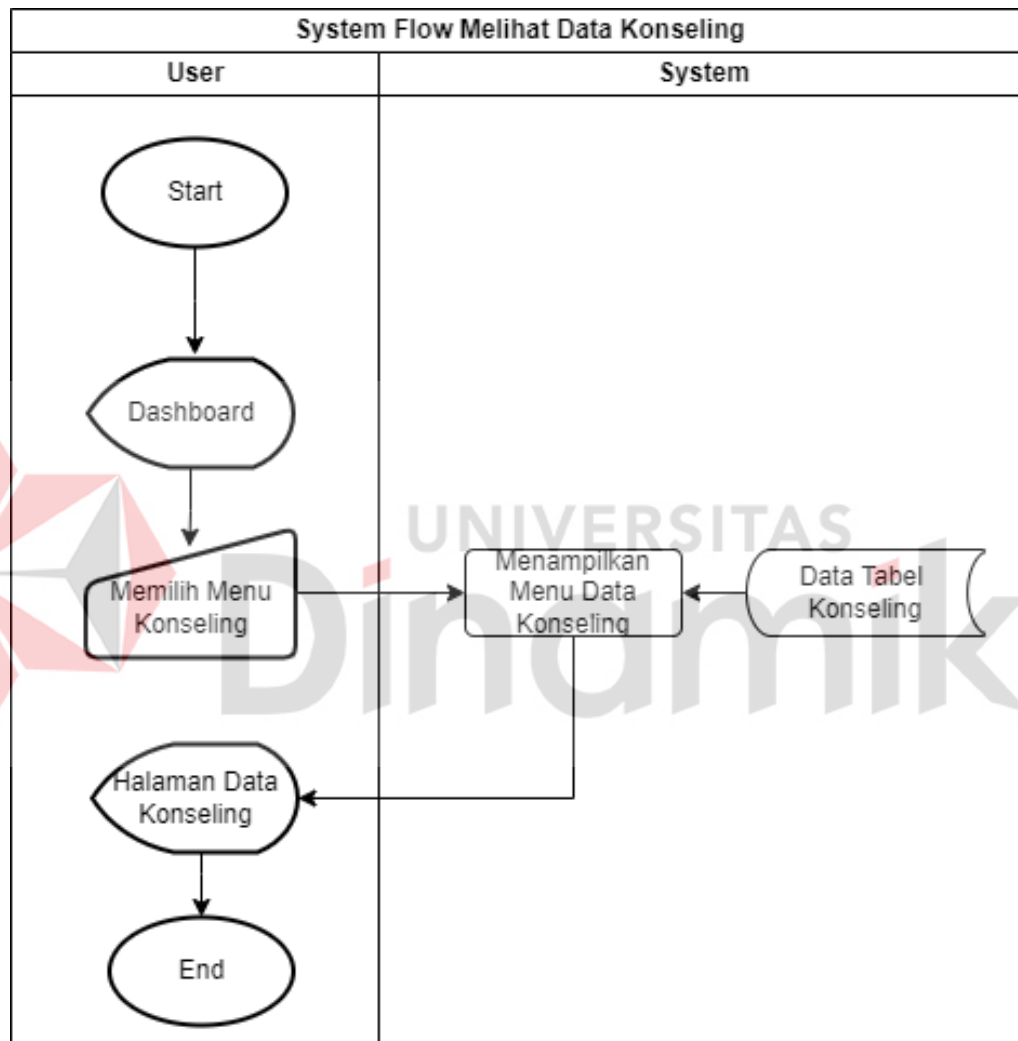 System Flow Melihat Data Konseling
User
System
Start
Dashboard
UNIVERSITAS
Dinamik
Memilih Menu
Konseling
Menampilkan
Menu Data
Konseling
Data Tabel
Konseling
Halaman Data
Konseling
End